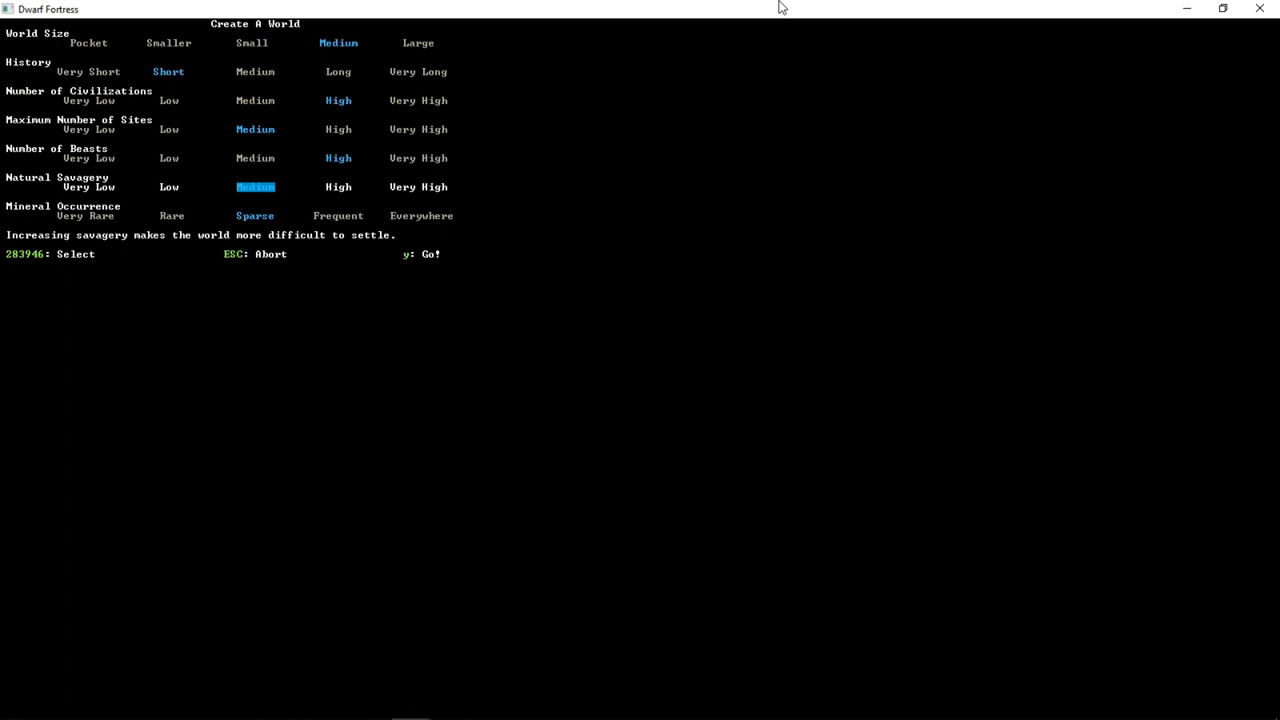 Dwarf Fortress
Create A World
World Size
Pocket Smaller Small Medium Large
History
Very Short Short Medium Long Very Long
Number of Civilizations
Very Low Low Medium High Very High
Maximum Number of Sites
Very Low Low Medium High Very High
Number of Beasts
Very Low Low Medium High Very High
Natural Savagery
Very Low Low Medium High Very High
Mineral Occurrence
Very Rare Rare Sparse Frequent Everywhere
Increasing savagery makes the world more difficult to settle.
283946: Select ESC: Abort y: Go!